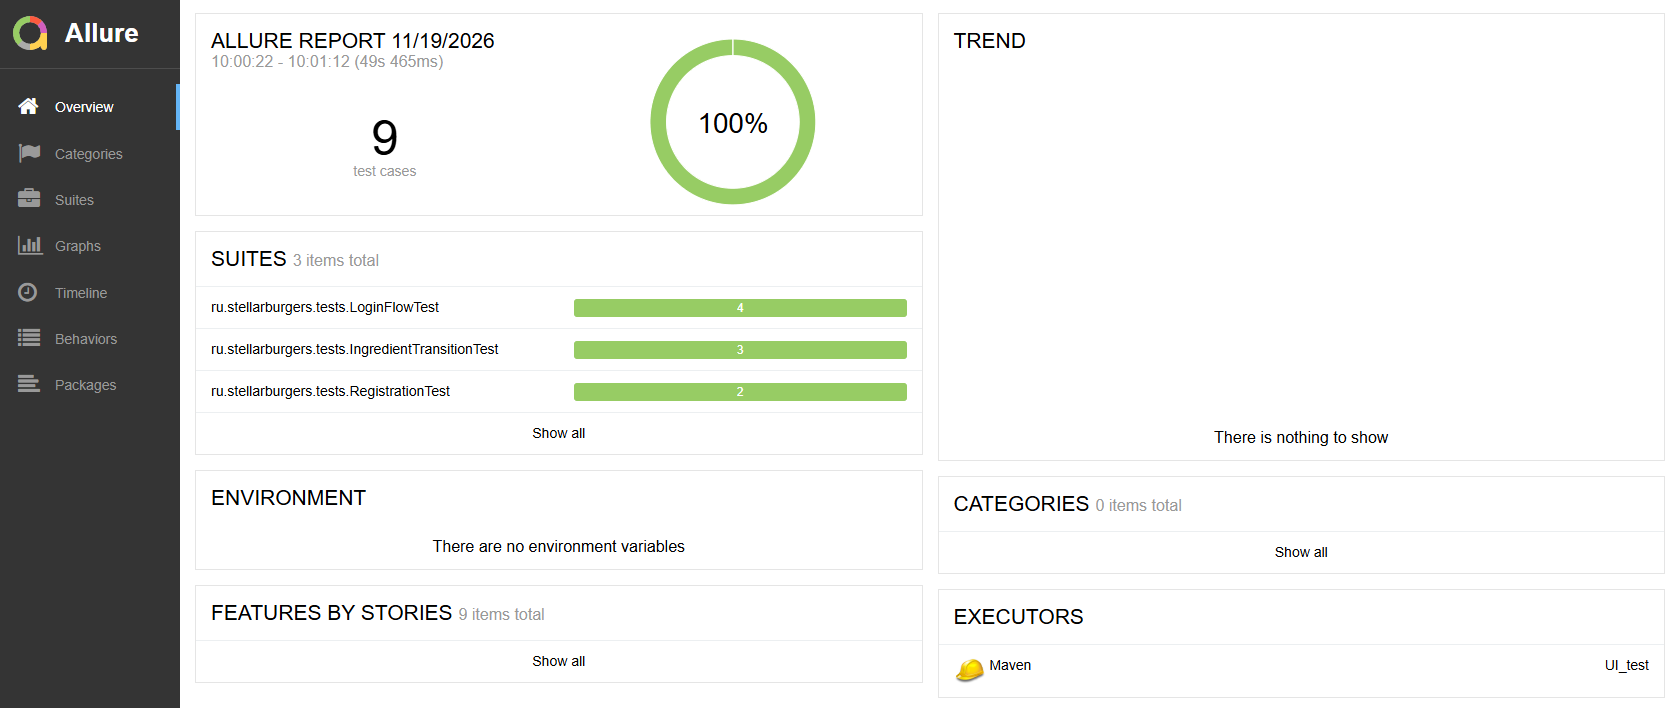 Allure
Overview
Categories
Suites
Graphs
Timeline
Behaviors
Packages
ALLURE REPORT 11/19/2026
10:00:22 - 10:01:12 (49s 465ms)
9
test cases
100%
SUITES 3 items total
ru.stellarburgers.tests.LoginFlowTest 4
ru.stellarburgers.tests.IngredientTransitionTest 3
ru.stellarburgers.tests.RegistrationTest 2
Show all
ENVIRONMENT
There are no environment variables
FEATURES BY STORIES 9 items total
Show all
TREND
There is nothing to show
CATEGORIES 0 items total
Show all
EXECUTORS
Maven UI_test